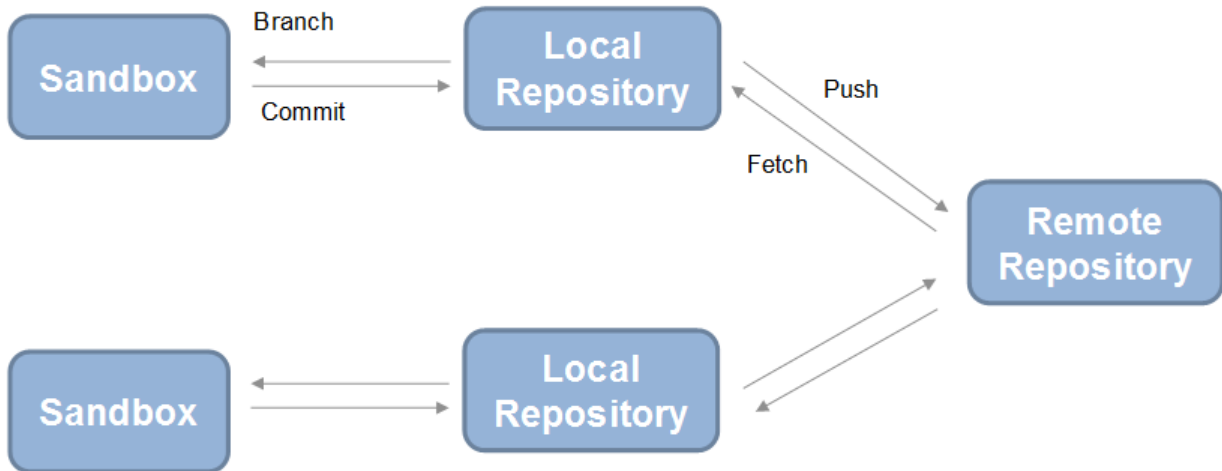 Branch
Sandbox
Commit
Local
Repository
Push
Fetch
Remote
Repository
Sandbox
Local
Repository